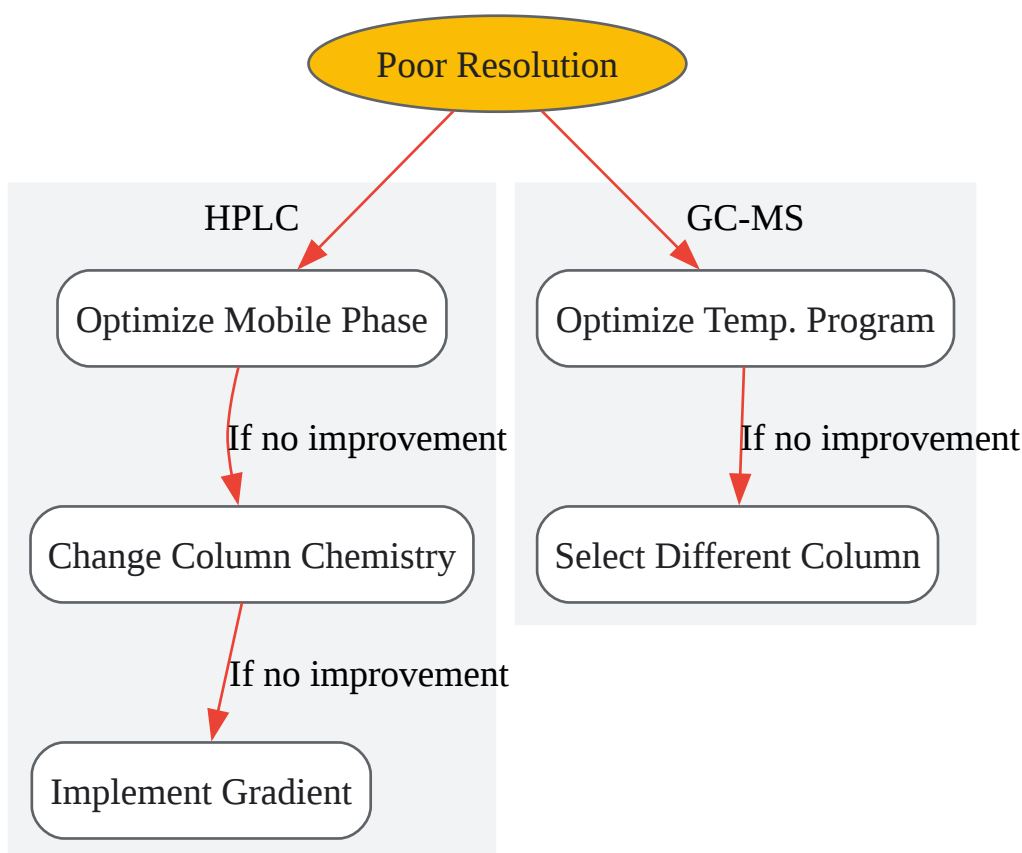 Poor Resolution
HPLC
Optimize Mobile Phase
If no improvement
Change Column Chemistry
If no improvement
Implement Gradient
GC-MS
Optimize Temp. Program
If no improvement
Select Different Column